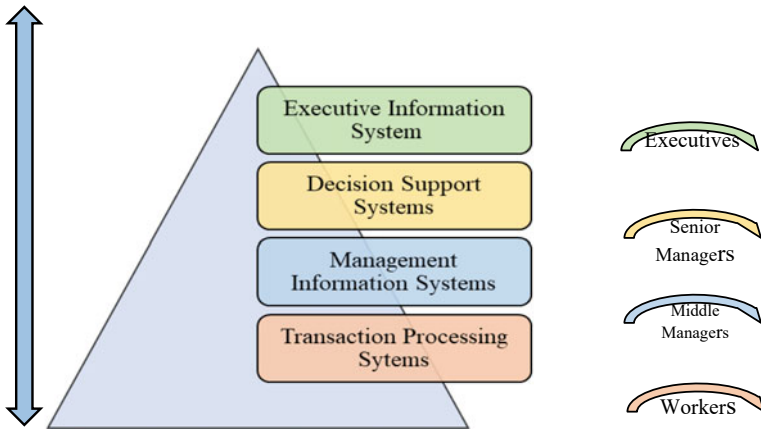 Executive Information
System
Executives
Decision Support
Systems
Senior
Managers
Management
Information Systems
Middle
Managers
Transaction Processing
Sytems
Workers